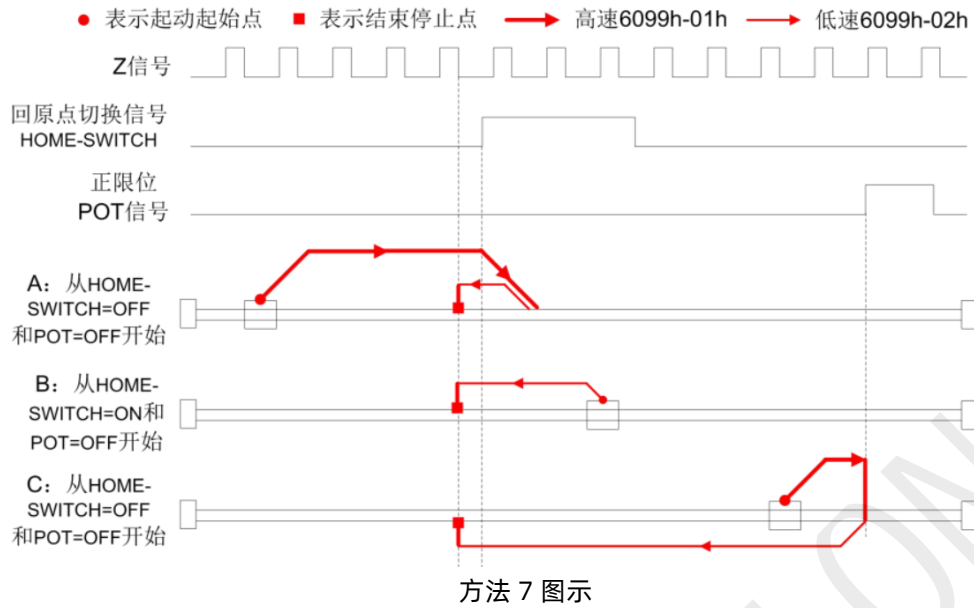 表示起动起始点 表示结束停止点 高速6099h-01h 低速6099h-02h
Z信号
回原点切换信号
HOME-SWITCH
正限位
POT信号
A：从HOME-
SWITCH=OFF
和POT=OFF开始
B：从HOME-
SWITCH=ON和
POT=OFF开始
C：从HOME-
SWITCH=OFF
和POT=OFF开始
方法 7 图示